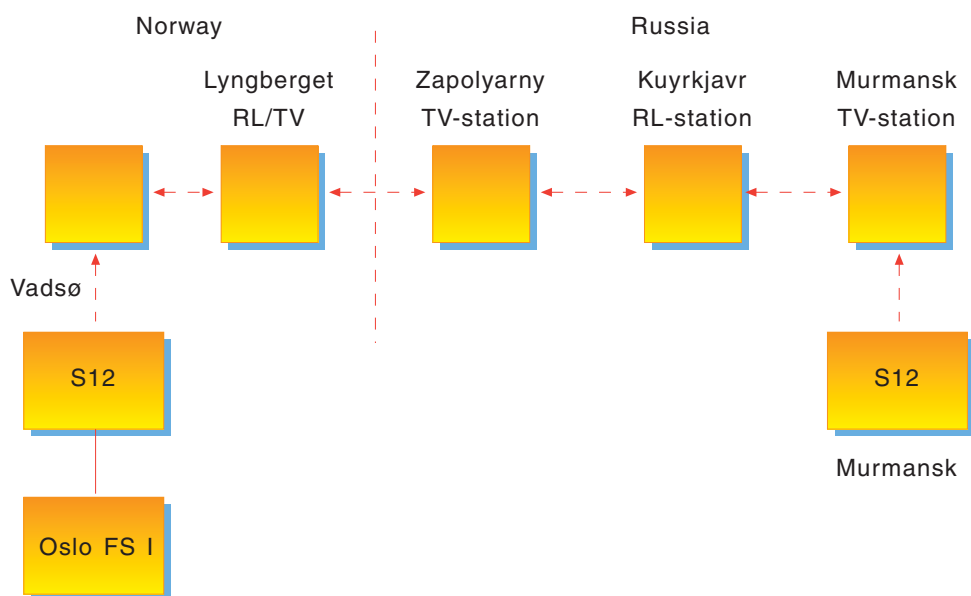 Norway
Russia
Lyngberget
RL/TV
Zapolyarny
TV-station
Kuyrkjavr
RL-station
Murmansk
TV-station
Vadsø
S12
S12
Murmansk
Oslo FS I